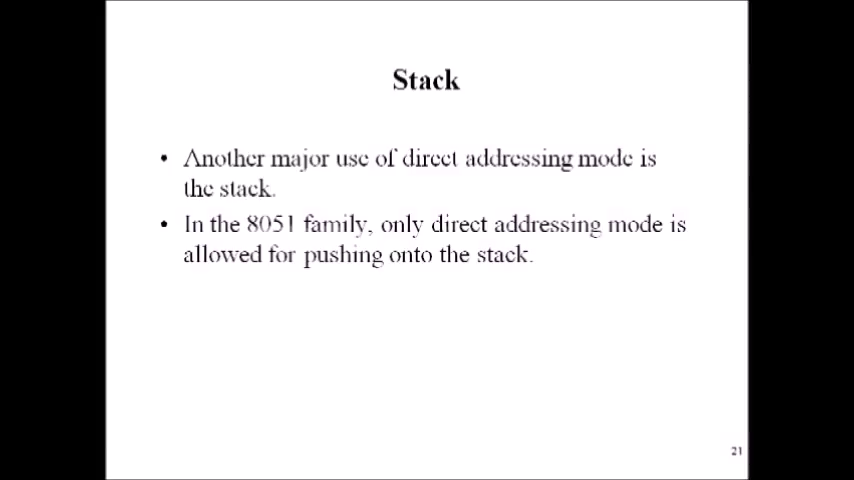 Stack
• Another major use of direct addressing mode is
the stack.
• In the 8051 family, only direct addressing mode is
allowed for pushing onto the stack.
21